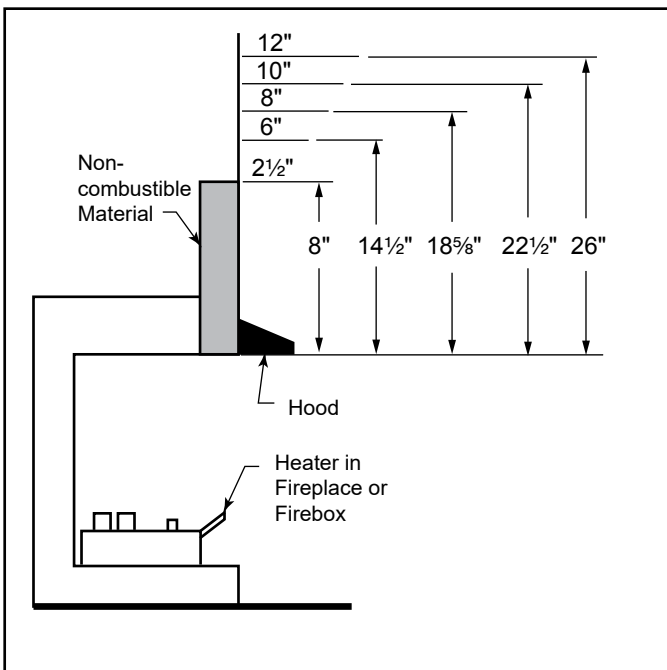 12"
10"
8"
6"
2½"
Non-
combustible
Material
8" 14½" 18⅝" 22½" 26"
Hood
Heater in
Fireplace or
Firebox